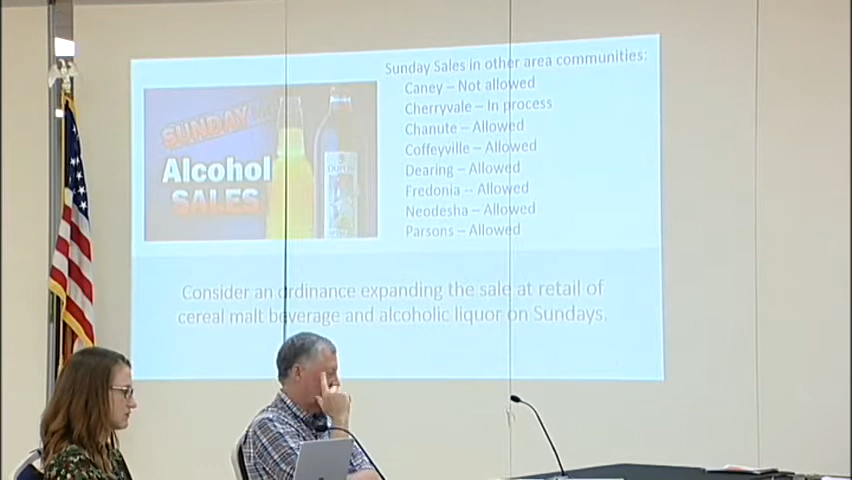 Sunday Sales in other area communities:
Caney – Not allowed
Cherryvale – In process
Chanute – Allowed
Coffeyville – Allowed
Dearing – Allowed
Fredonia -- Allowed
Neodesha – Allowed
Parsons – Allowed
SUNDAY
Alcohol
SALES
Consider an ordinance expanding the sale at retail of
cereal malt beverage and alcoholic liquor on Sundays.